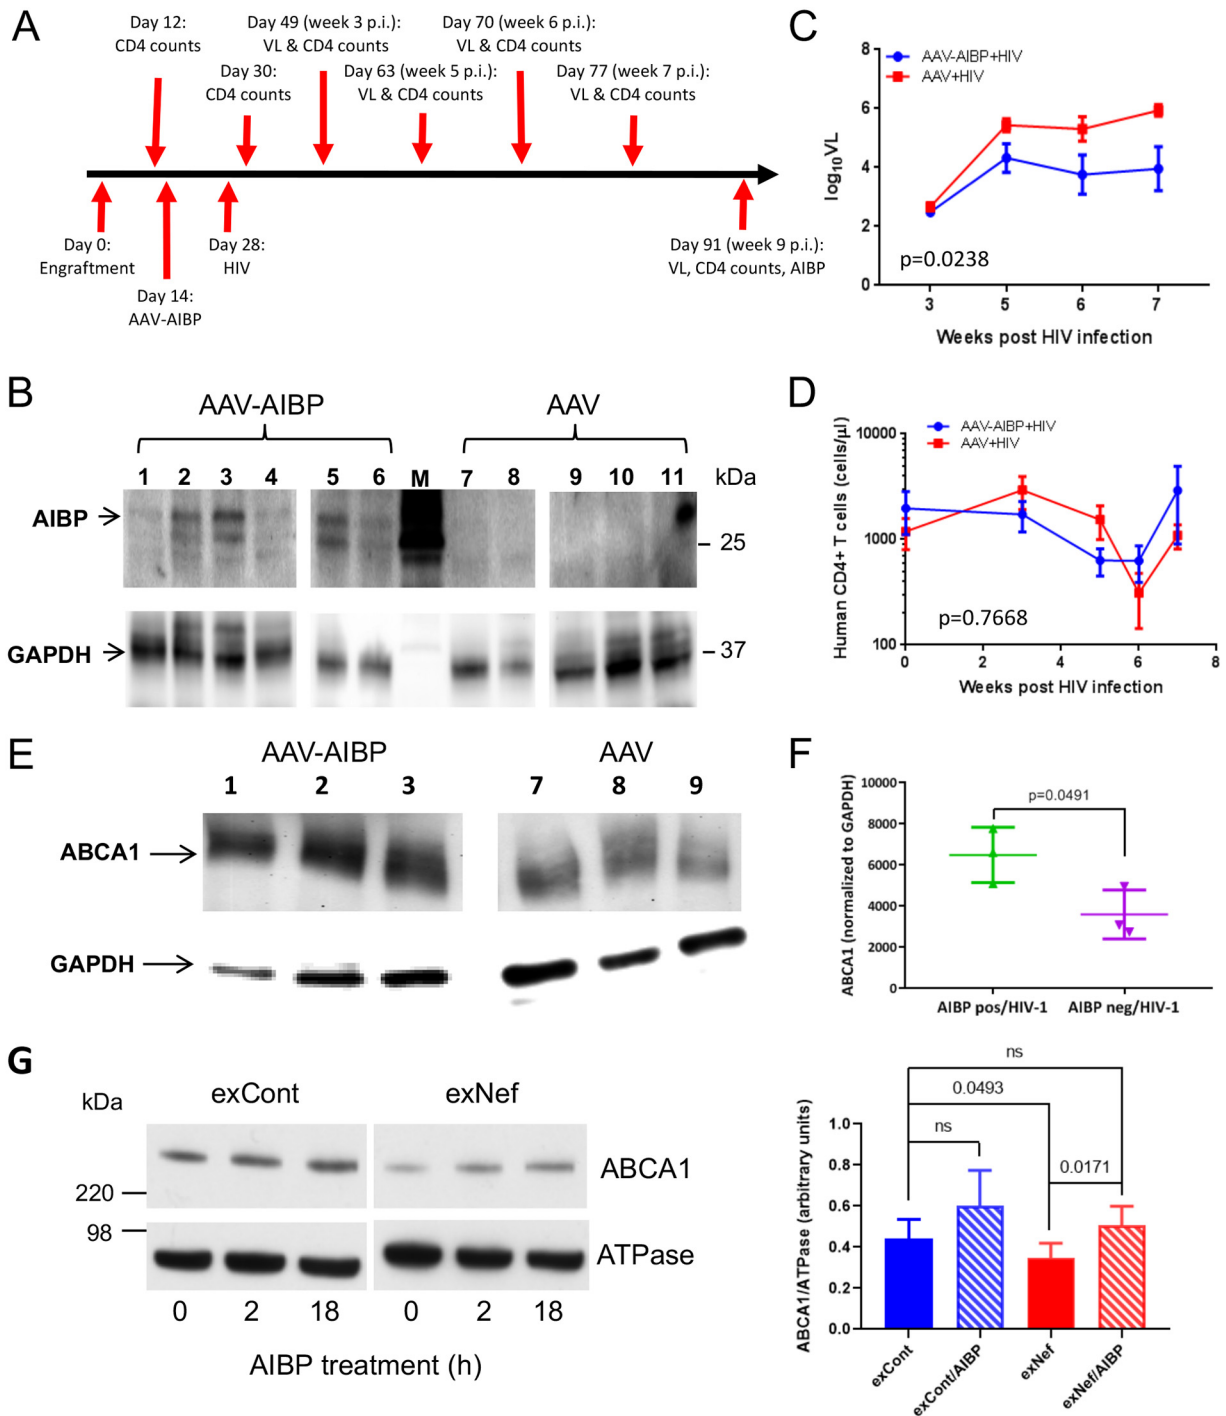 A
Day 12:
CD4 counts
Day 49 (week 3 p.i.):
VL & CD4 counts
Day 70 (week 6 p.i.):
VL & CD4 counts
Day 30:
CD4 counts
Day 63 (week 5 p.i.):
VL & CD4 counts
Day 77 (week 7 p.i.):
VL & CD4 counts
Day 0:
Engraftment
Day 28:
HIV
Day 91 (week 9 p.i.):
VL, CD4 counts, AIBP
Day 14:
AAV-AIBP
C
AAV-AIBP+HIV
AAV+HIV
log10VL
8
6
4
2
0
p=0.0238
3 5 6 7
Weeks post HIV infection
B
AAV-AIBP AAV
1 2 3 4 5 6 M 7 8 9 10 11 kDa
AIBP
25
GAPDH
37
D
AAV-AIBP+HIV
AAV+HIV
Human CD4+ T cells (cells/µl)
10000
1000
100
p=0.7668
0 2 4 6 8
Weeks post HIV infection
E
AAV-AIBP AAV
1 2 3 7 8 9
ABCA1
GAPDH
F
ABCA1 (normalized to GAPDH)
10000
8000
6000
4000
2000
0
p=0.0491
AIBP pos/HIV-1 AIBP neg/HIV-1
G
kDa
exCont exNef
ABCA1
220
98
ATPase
0 2 18 0 2 18
AIBP treatment (h)
ABCA1/ATPase (arbitrary units)
ns
0.0493
ns
0.0171
1.0
0.8
0.6
0.4
0.2
0.0
exCont
exCont/AIBP
exNef
exNef/AIBP